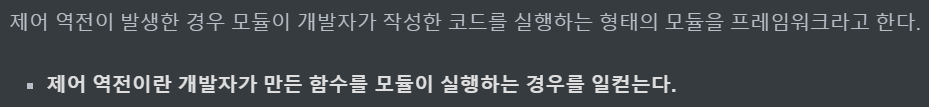 제어 역전이 발생한 경우 모듈이 개발자가 작성한 코드를 실행하는 형태의 모듈을 프레임워크라고 한다.
▪ 제어 역전이란 개발자가 만든 함수를 모듈이 실행하는 경우를 일컫는다.